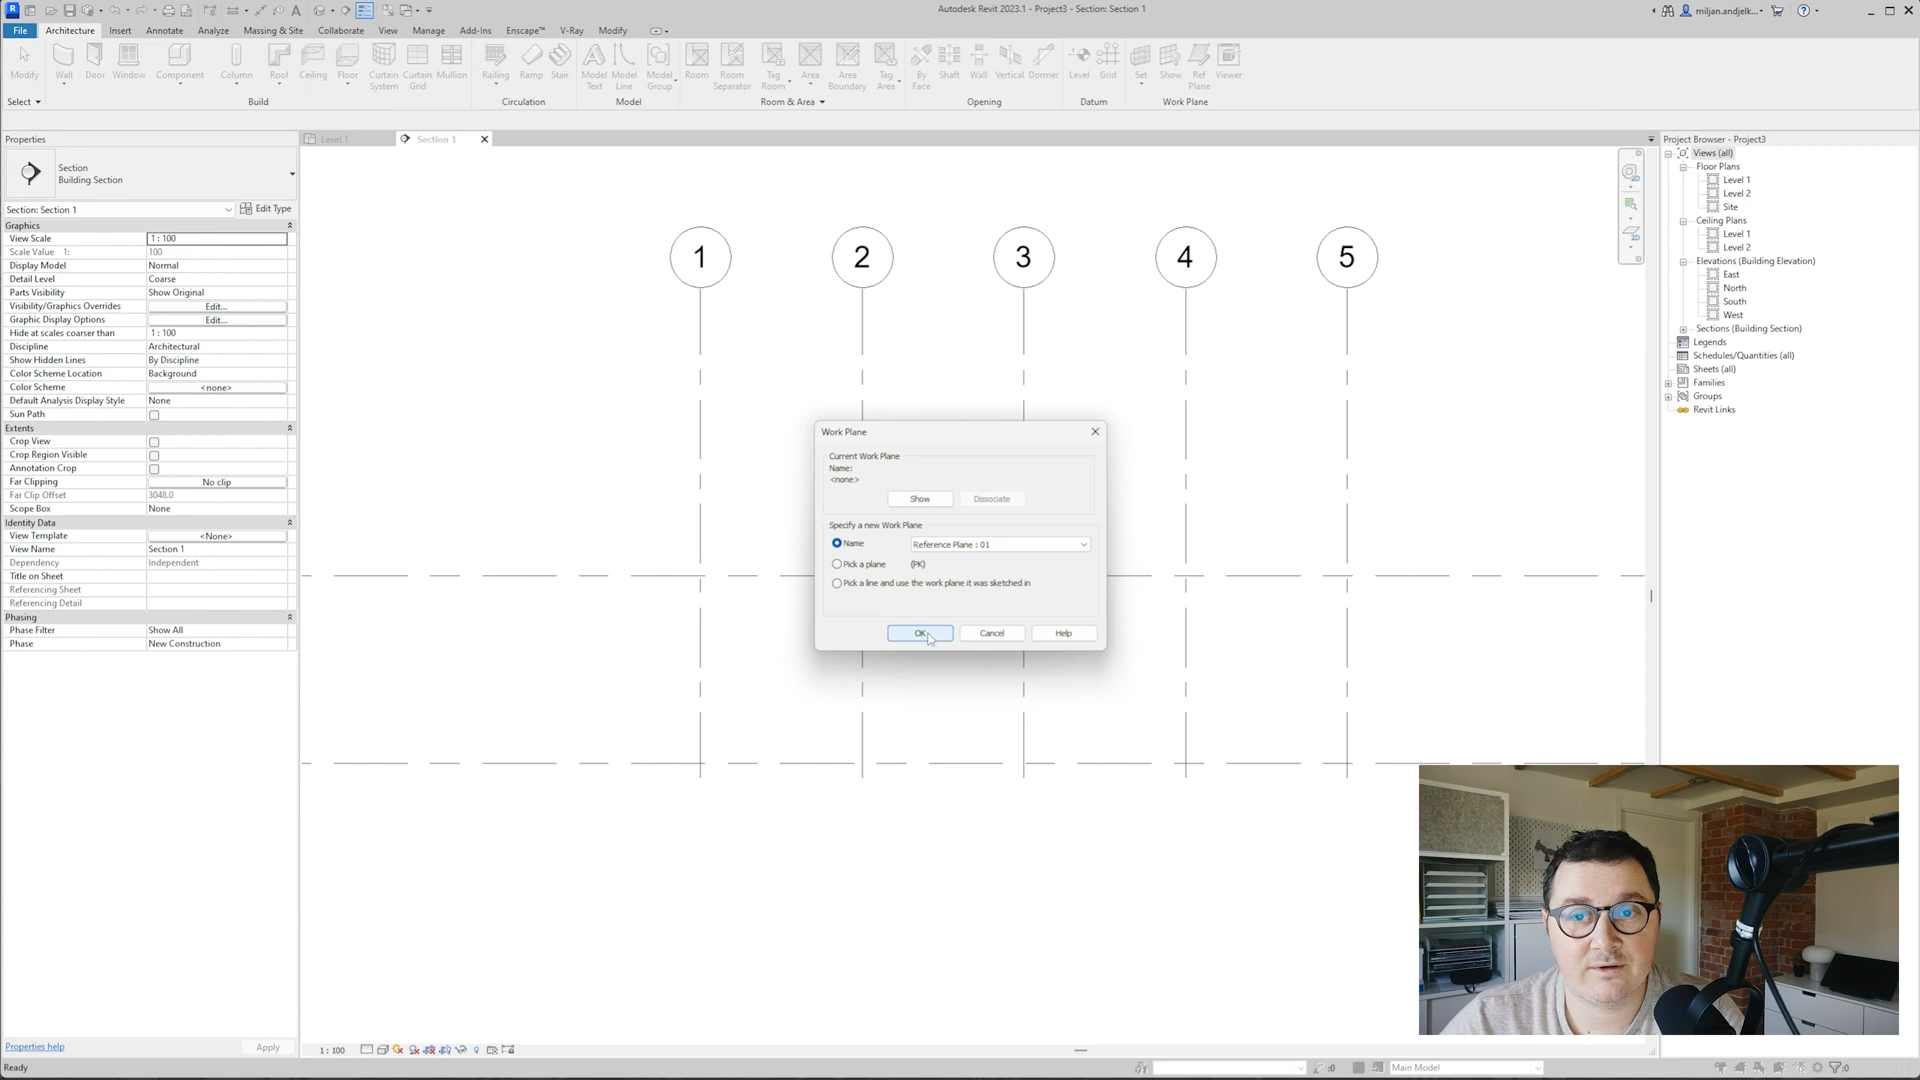 Autodesk Revit 2023.1 - Project3 - Section: Section 1
miljan.andjelk...
File Architecture Insert Annotate Analyze Massing & Site Collaborate View Manage Add-Ins Enscape™ V-Ray Modify
Modify Wall Door Window Component Column Roof Ceiling Floor Curtain System Curtain Grid Mullion Railing Ramp Stair Model Text Model Line Model Group Room Room Separator Tag Room Area Area Boundary Tag Area By Face Shaft Wall Vertical Dormer Level Grid Set Show Ref Plane Viewer
Select Build Circulation Model Room & Area Opening Datum Work Plane
Properties
Level 1
Section 1
Project Browser - Project3
Section
Building Section
Section: Section 1
Edit Type
Graphics
View Scale 1 : 100
Scale Value 1: 100
Display Model Normal
Detail Level Coarse
Parts Visibility Show Original
Visibility/Graphics Overrides Edit...
Graphic Display Options Edit...
Hide at scales coarser than 1 : 100
Discipline Architectural
Show Hidden Lines By Discipline
Color Scheme Location Background
Color Scheme <none>
Default Analysis Display Style None
Sun Path
Extents
Crop View
Crop Region Visible
Annotation Crop
Far Clipping No clip
Far Clip Offset 3048.0
Scope Box None
Identity Data
View Template <None>
View Name Section 1
Dependency Independent
Title on Sheet
Referencing Sheet
Referencing Detail
Phasing
Phase Filter Show All
Phase New Construction
Properties help
Apply
1 2 3 4 5
Work Plane
Current Work Plane
Name:
<none>
Show Dissociate
Specify a new Work Plane
Name Reference Plane : 01
Pick a plane (PK)
Pick a line and use the work plane it was sketched in
OK Cancel Help
2D
2D
Views (all)
Floor Plans
Level 1
Level 2
Site
Ceiling Plans
Level 1
Level 2
Elevations (Building Elevation)
East
North
South
West
Sections (Building Section)
Legends
Schedules/Quantities (all)
Sheets (all)
Families
Groups
Revit Links
1 : 100
Ready
:0
Main Model
:0